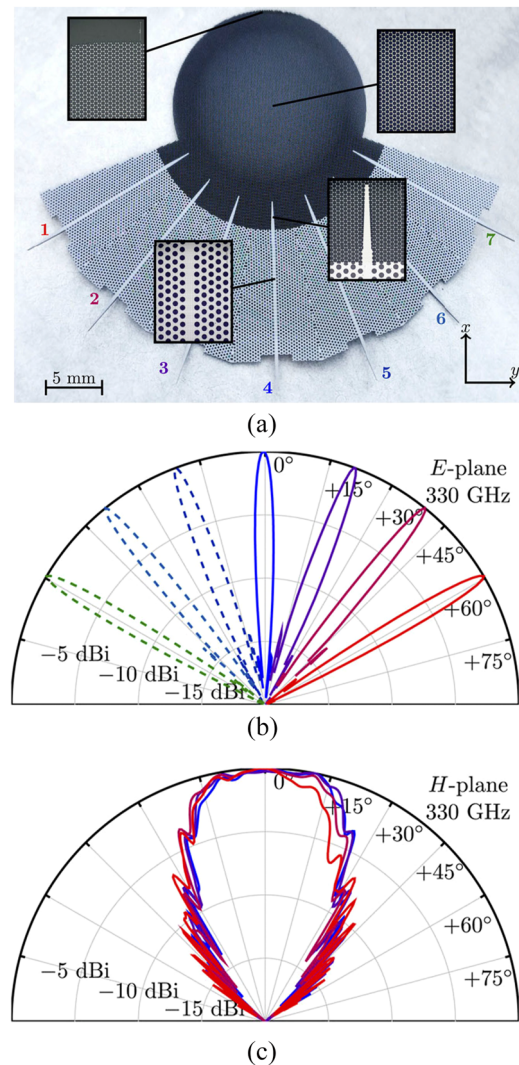 1
2
3
4
5
6
7
5 mm
x
y
(a)
E-plane
330 GHz
0°
+15°
+30°
+45°
+60°
+75°
−5 dBi
−10 dBi
−15 dBi
(b)
H-plane
330 GHz
0
+15°
+30°
+45°
+60°
+75°
−5 dBi
−10 dBi
−15 dBi
(c)